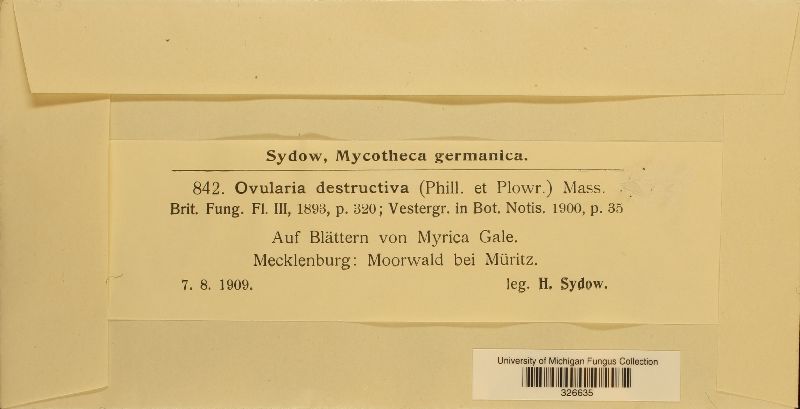 Sydow, Mycotheca germanica.
842. Ovularia destructiva (Phill. et Plowr.) Mass.
Brit. Fung. Fl. III, 1893, p. 320; Vestergr. in Bot. Notis. 1900, p. 35
Auf Blättern von Myrica Gale.
Mecklenburg: Moorwald bei Müritz.
7. 8. 1909. leg. H. Sydow.
University of Michigan Fungus Collection
326635